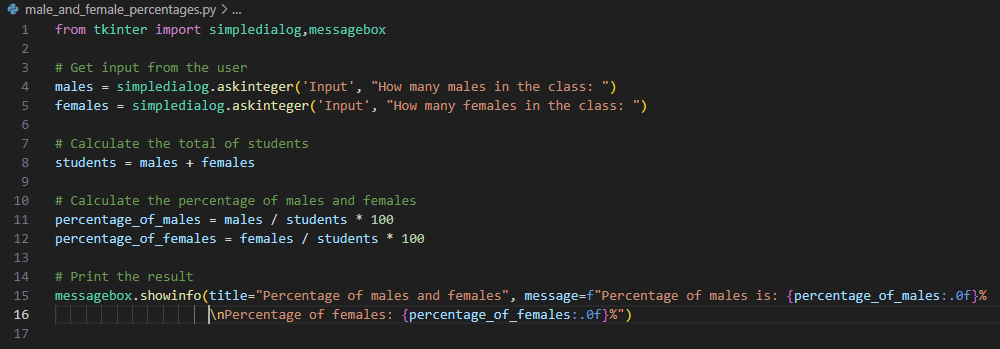 male_and_female_percentages.py > ...
1 from tkinter import simpledialog,messagebox
2
3 # Get input from the user
4 males = simpledialog.askinteger('Input', "How many males in the class: ")
5 females = simpledialog.askinteger('Input', "How many females in the class: ")
6
7 # Calculate the total of students
8 students = males + females
9
10 # Calculate the percentage of males and females
11 percentage_of_males = males / students * 100
12 percentage_of_females = females / students * 100
13
14 # Print the result
15 messagebox.showinfo(title="Percentage of males and females", message=f"Percentage of males is: {percentage_of_males:.0f}%
16 \nPercentage of females: {percentage_of_females:.0f}%")
17